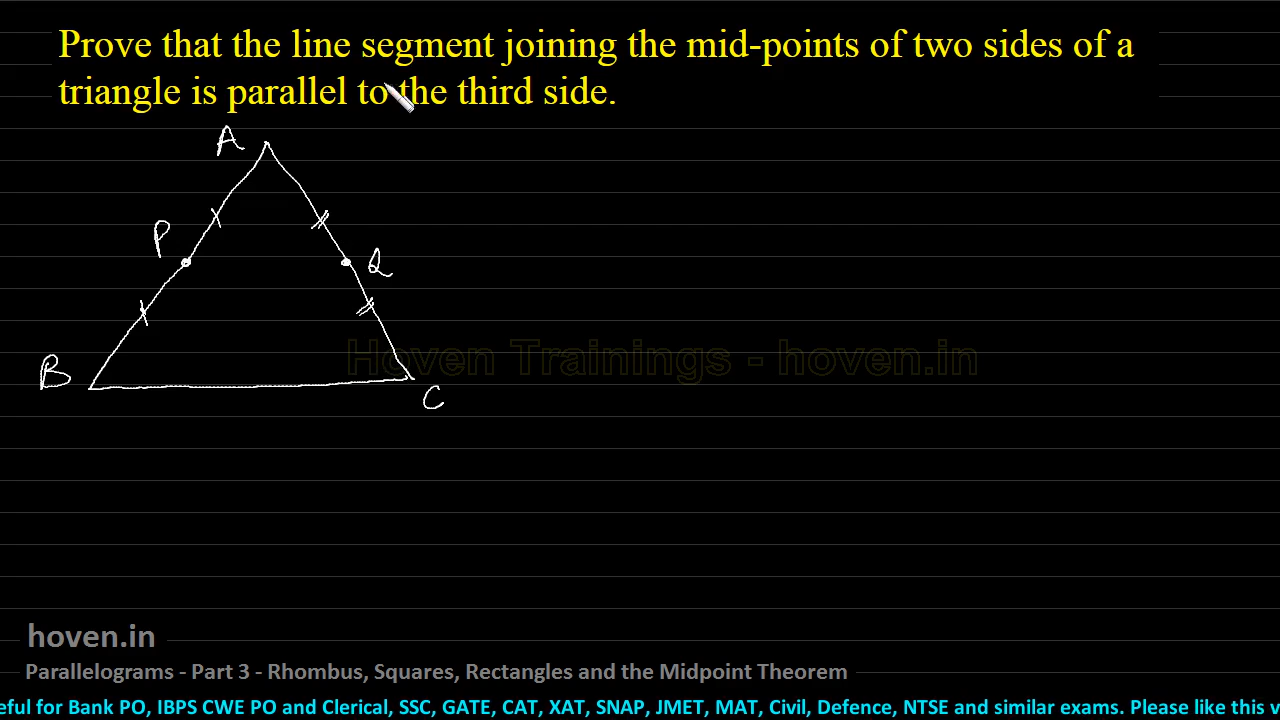 Prove that the line segment joining the mid-points of two sides of a
triangle is parallel to the third side.
A
P
Q
B
C
Hoven Trainings - hoven.in
hoven.in
Parallelograms - Part 3 - Rhombus, Squares, Rectangles and the Midpoint Theorem
eful for Bank PO, IBPS CWE PO and Clerical, SSC, GATE, CAT, XAT, SNAP, JMET, MAT, Civil, Defence, NTSE and similar exams. Please like this v